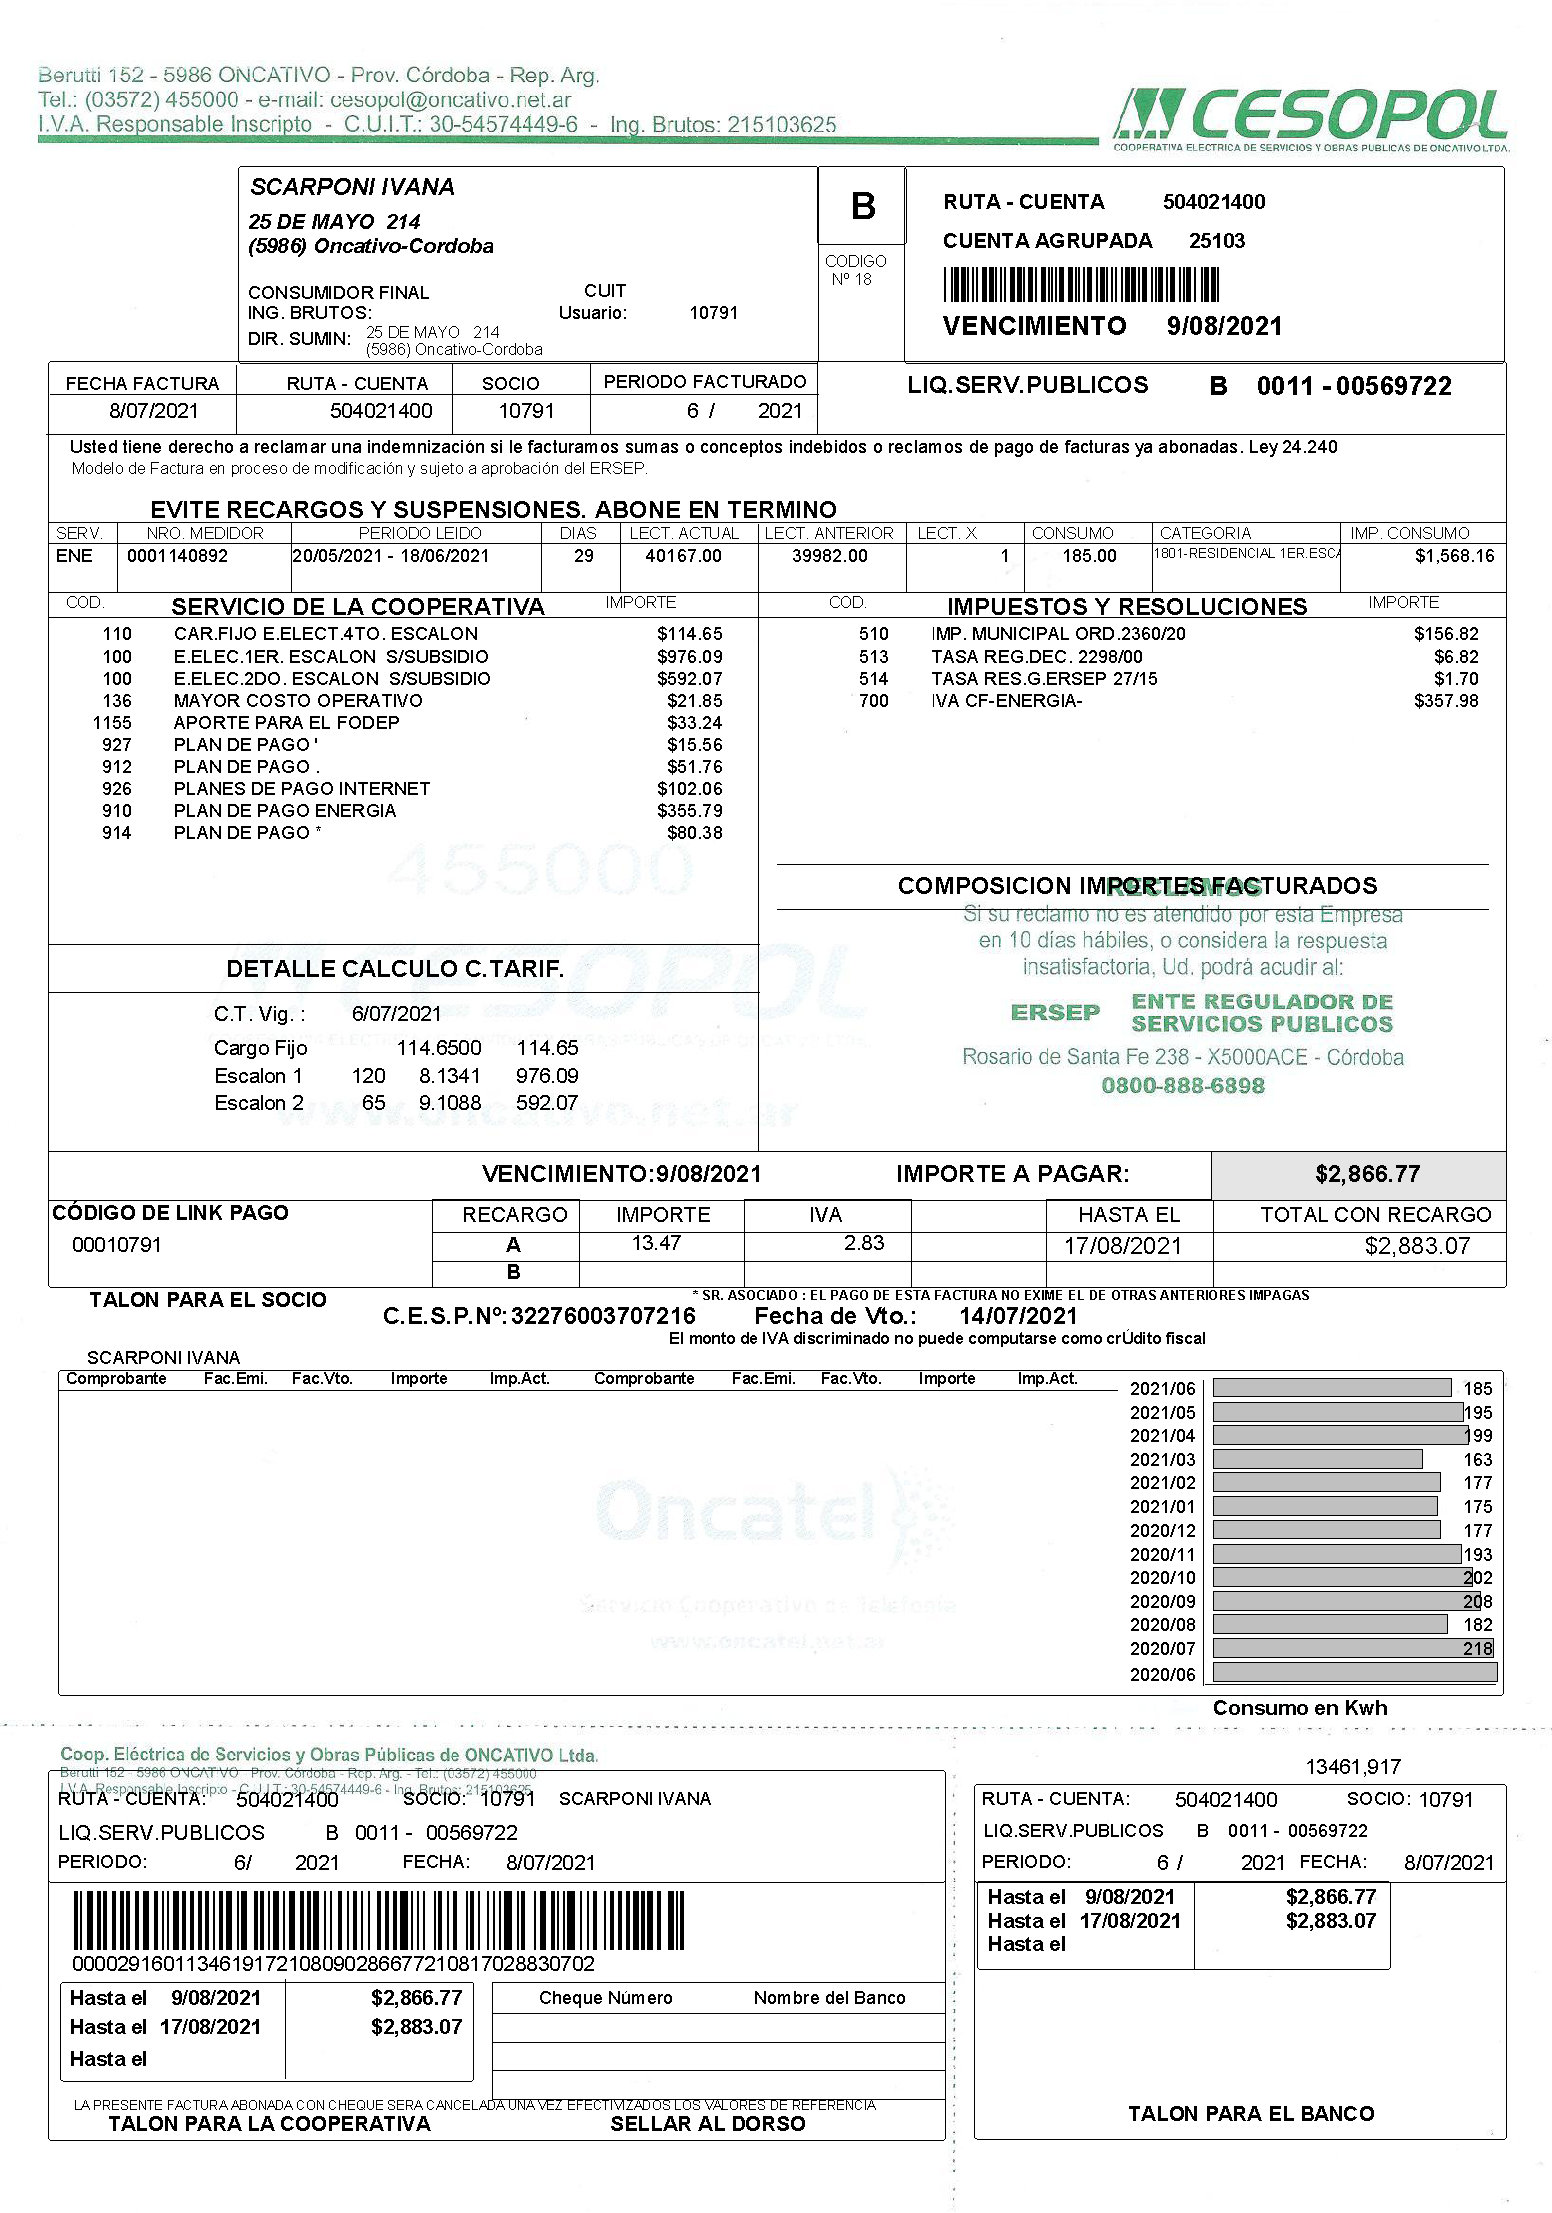 Berutti 152 - 5986 ONCATIVO - Prov. Córdoba - Rep. Arg.
Tel.: (03572) 455000 - e-mail: cesopol@oncativo.net.ar
I.V.A. Responsable Inscripto - C.U.I.T.: 30-54574449-6 - Ing. Brutos: 215103625
CESOPOL
COOPERATIVA ELECTRICA DE SERVICIOS Y OBRAS PUBLICAS DE ONCATIVO LTDA.
SCARPONI IVANA
25 DE MAYO 214
(5986) Oncativo-Cordoba
CONSUMIDOR FINAL CUIT
ING. BRUTOS: Usuario: 10791
DIR. SUMIN: 25 DE MAYO 214
(5986) Oncativo-Cordoba
B
CODIGO
Nº 18
RUTA - CUENTA 504021400
CUENTA AGRUPADA 25103
VENCIMIENTO 9/08/2021
FECHA FACTURA RUTA - CUENTA SOCIO PERIODO FACTURADO
8/07/2021 504021400 10791 6 / 2021
LIQ.SERV.PUBLICOS B 0011 - 00569722
Usted tiene derecho a reclamar una indemnización si le facturamos sumas o conceptos indebidos o reclamos de pago de facturas ya abonadas. Ley 24.240
Modelo de Factura en proceso de modificación y sujeto a aprobación del ERSEP.
EVITE RECARGOS Y SUSPENSIONES. ABONE EN TERMINO
SERV. NRO. MEDIDOR PERIODO LEIDO DIAS LECT. ACTUAL LECT. ANTERIOR LECT. X CONSUMO CATEGORIA IMP. CONSUMO
ENE 0001140892 20/05/2021 - 18/06/2021 29 40167.00 39982.00 1 185.00 1801-RESIDENCIAL 1ER.ESCA $1,568.16
COD. SERVICIO DE LA COOPERATIVA IMPORTE
110 CAR.FIJO E.ELECT.4TO. ESCALON $114.65
100 E.ELEC.1ER. ESCALON S/SUBSIDIO $976.09
100 E.ELEC.2DO. ESCALON S/SUBSIDIO $592.07
136 MAYOR COSTO OPERATIVO $21.85
1155 APORTE PARA EL FODEP $33.24
927 PLAN DE PAGO ' $15.56
912 PLAN DE PAGO . $51.76
926 PLANES DE PAGO INTERNET $102.06
910 PLAN DE PAGO ENERGIA $355.79
914 PLAN DE PAGO * $80.38
455000
CESOPOL
COD. IMPUESTOS Y RESOLUCIONES IMPORTE
510 IMP. MUNICIPAL ORD.2360/20 $156.82
513 TASA REG.DEC. 2298/00 $6.82
514 TASA RES.G.ERSEP 27/15 $1.70
700 IVA CF-ENERGIA- $357.98
COMPOSICION IMPORTES FACTURADOS
RECLAMOS
Si su reclamo no es atendido por esta Empresa
en 10 días hábiles, o considera la respuesta
insatisfactoria, Ud. podrá acudir al:
ERSEP ENTE REGULADOR DE
SERVICIOS PUBLICOS
Rosario de Santa Fe 238 - X5000ACE - Córdoba
0800-888-6898
DETALLE CALCULO C.TARIF.
C.T. Vig. : 6/07/2021
Cargo Fijo 114.6500 114.65
Escalon 1 120 8.1341 976.09
Escalon 2 65 9.1088 592.07
www.oncativo.net.ar
VENCIMIENTO:9/08/2021 IMPORTE A PAGAR: $2,866.77
CÓDIGO DE LINK PAGO
00010791
RECARGO IMPORTE IVA HASTA EL TOTAL CON RECARGO
A 13.47 2.83 17/08/2021 $2,883.07
B
TALON PARA EL SOCIO
* SR. ASOCIADO : EL PAGO DE ESTA FACTURA NO EXIME EL DE OTRAS ANTERIORES IMPAGAS
C.E.S.P.Nº: 32276003707216 Fecha de Vto.: 14/07/2021
El monto de IVA discriminado no puede computarse como crÚdito fiscal
SCARPONI IVANA
Comprobante Fac.Emi. Fac.Vto. Importe Imp.Act. Comprobante Fac.Emi. Fac.Vto. Importe Imp.Act.
2021/06 185
2021/05 195
2021/04 199
2021/03 163
2021/02 177
2021/01 175
2020/12 177
2020/11 193
2020/10 202
2020/09 208
2020/08 182
2020/07 218
2020/06
Consumo en Kwh
Oncatel
Servicio Cooperativo de Telefonía
www.oncatel.net.ar
Coop. Eléctrica de Servicios y Obras Públicas de ONCATIVO Ltda.
Berutti 152 - 5986 ONCATIVO - Prov. Córdoba - Rep. Arg. - Tel.: (03572) 455000
I.V.A. Responsable Inscripto - C.U.I.T.: 30-54574449-6 - Ing. Brutos: 215103625
RUTA - CUENTA: 504021400 SOCIO: 10791 SCARPONI IVANA
LIQ.SERV.PUBLICOS B 0011 - 00569722
PERIODO: 6/ 2021 FECHA: 8/07/2021
0000291601134619172108090286677210817028830702
Hasta el 9/08/2021 $2,866.77
Hasta el 17/08/2021 $2,883.07
Hasta el
Cheque Número Nombre del Banco
LA PRESENTE FACTURA ABONADA CON CHEQUE SERA CANCELADA UNA VEZ EFECTIVIZADOS LOS VALORES DE REFERENCIA
TALON PARA LA COOPERATIVA SELLAR AL DORSO
13461,917
RUTA - CUENTA: 504021400 SOCIO: 10791
LIQ.SERV.PUBLICOS B 0011 - 00569722
PERIODO: 6 / 2021 FECHA: 8/07/2021
Hasta el 9/08/2021 $2,866.77
Hasta el 17/08/2021 $2,883.07
Hasta el
TALON PARA EL BANCO